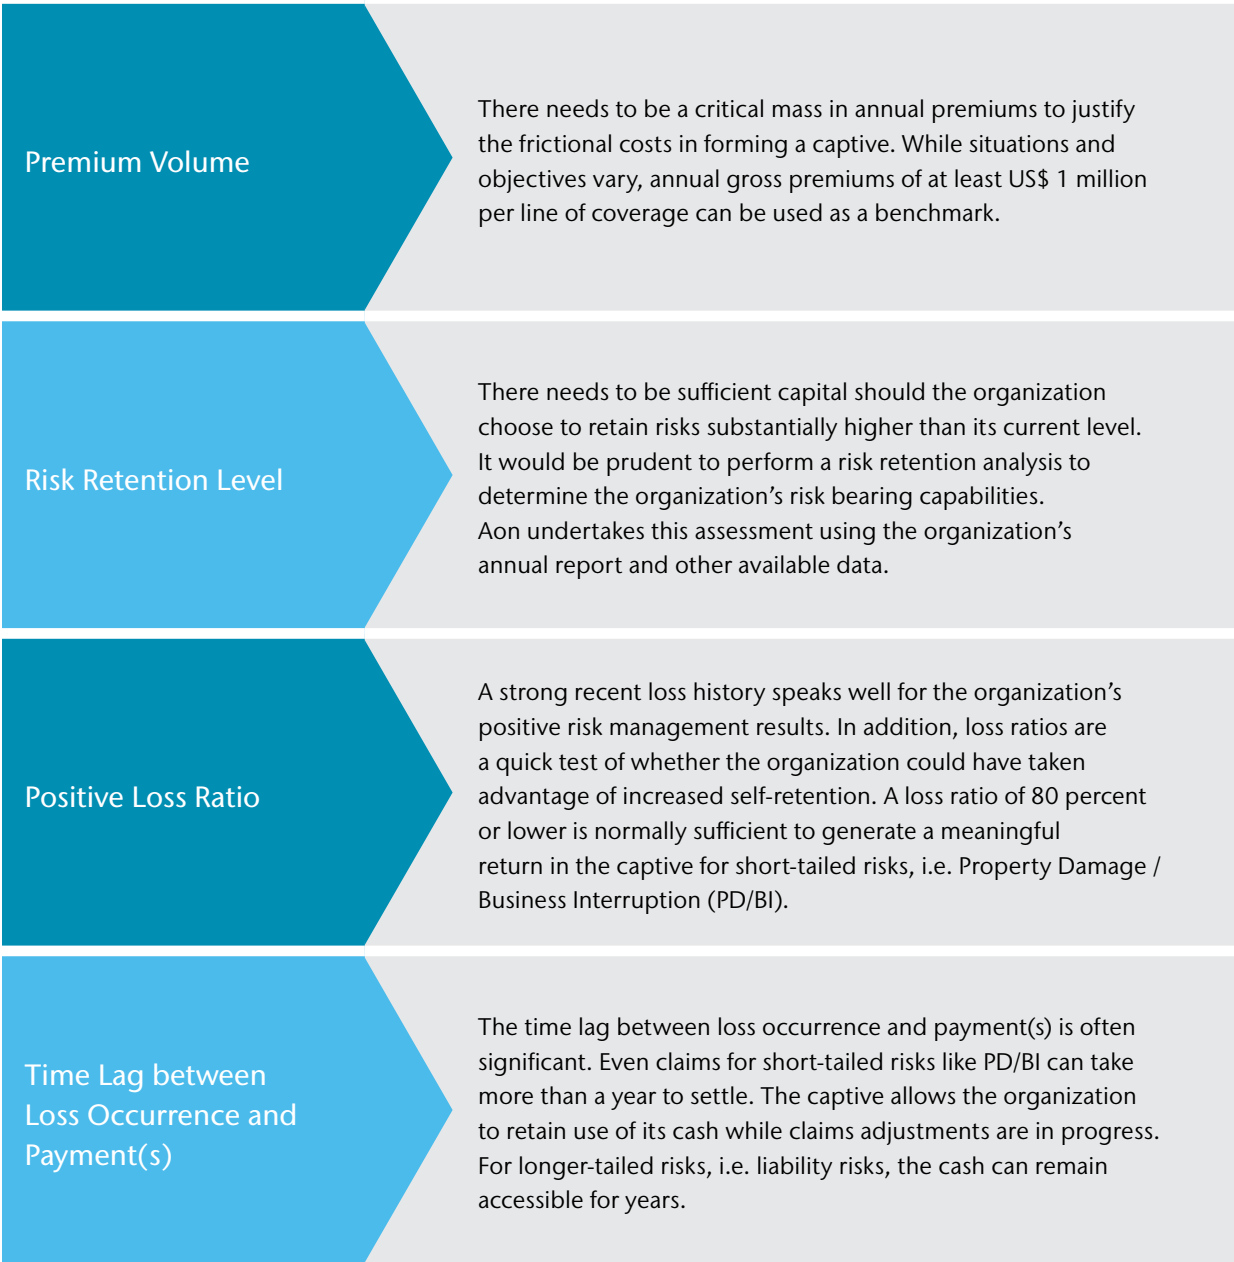 Premium Volume
There needs to be a critical mass in annual premiums to justify
the frictional costs in forming a captive. While situations and
objectives vary, annual gross premiums of at least US$ 1 million
per line of coverage can be used as a benchmark.
Risk Retention Level
There needs to be sufficient capital should the organization
choose to retain risks substantially higher than its current level.
It would be prudent to perform a risk retention analysis to
determine the organization’s risk bearing capabilities.
Aon undertakes this assessment using the organization’s
annual report and other available data.
Positive Loss Ratio
A strong recent loss history speaks well for the organization’s
positive risk management results. In addition, loss ratios are
a quick test of whether the organization could have taken
advantage of increased self-retention. A loss ratio of 80 percent
or lower is normally sufficient to generate a meaningful
return in the captive for short-tailed risks, i.e. Property Damage /
Business Interruption (PD/BI).
Time Lag between
Loss Occurrence and
Payment(s)
The time lag between loss occurrence and payment(s) is often
significant. Even claims for short-tailed risks like PD/BI can take
more than a year to settle. The captive allows the organization
to retain use of its cash while claims adjustments are in progress.
For longer-tailed risks, i.e. liability risks, the cash can remain
accessible for years.